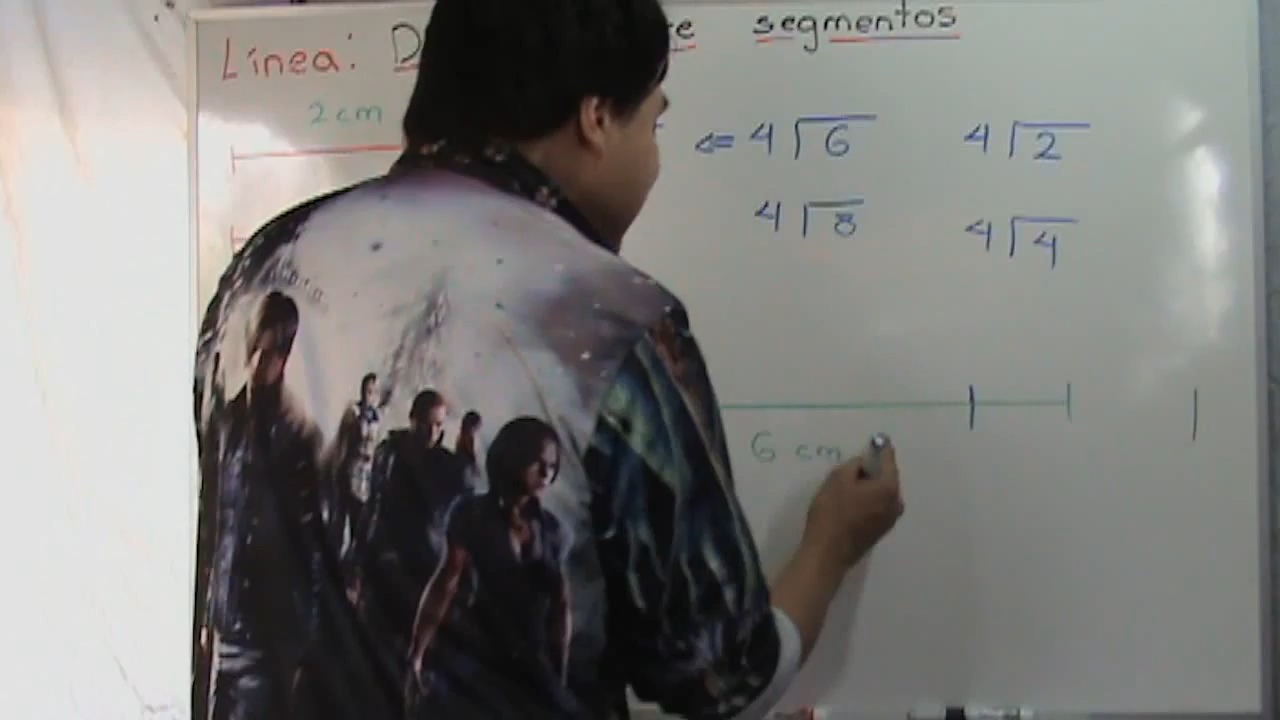 Línea: segmentos
2 cm
⇐ 4 ⟌ 6 4 ⟌ 2
4 ⟌ 8 4 ⟌ 4
6 cm